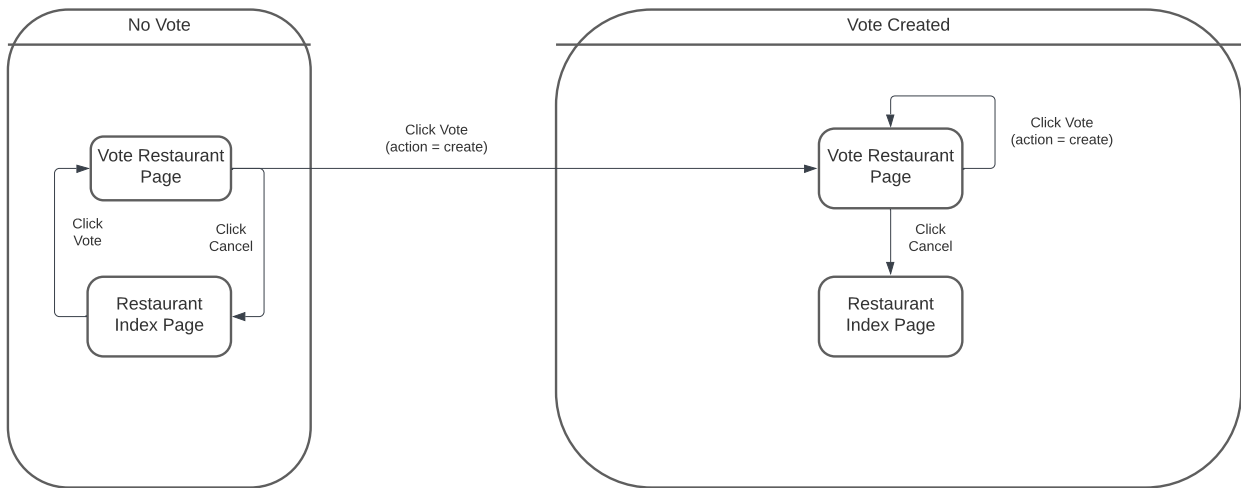 No Vote
Vote Created
Click Vote
(action = create)
Click Vote
(action = create)
Vote Restaurant
Page
Vote Restaurant
Page
Click
Vote
Click
Cancel
Click
Cancel
Restaurant
Index Page
Restaurant
Index Page